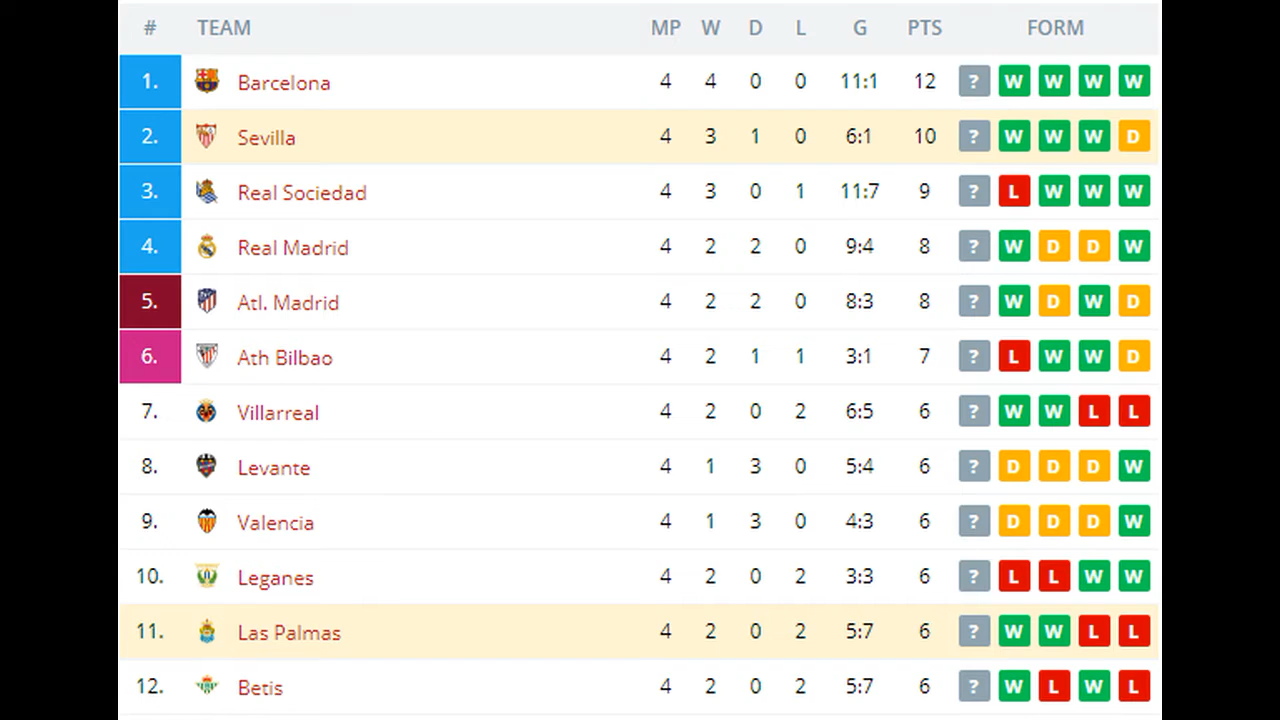 # TEAM MP W D L G PTS FORM
1. Barcelona 4 4 0 0 11:1 12 ? W W W W
2. Sevilla 4 3 1 0 6:1 10 ? W W W D
3. Real Sociedad 4 3 0 1 11:7 9 ? L W W W
4. Real Madrid 4 2 2 0 9:4 8 ? W D D W
5. Atl. Madrid 4 2 2 0 8:3 8 ? W D W D
6. Ath Bilbao 4 2 1 1 3:1 7 ? L W W D
7. Villarreal 4 2 0 2 6:5 6 ? W W L L
8. Levante 4 1 3 0 5:4 6 ? D D D W
9. Valencia 4 1 3 0 4:3 6 ? D D D W
10. Leganes 4 2 0 2 3:3 6 ? L L W W
11. Las Palmas 4 2 0 2 5:7 6 ? W W L L
12. Betis 4 2 0 2 5:7 6 ? W L W L